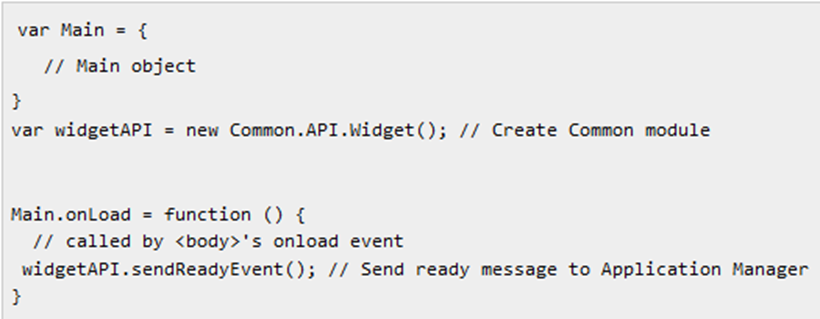 var Main = {
// Main object
}
var widgetAPI = new Common.API.Widget(); // Create Common module
Main.onLoad = function () {
// called by <body>'s onload event
widgetAPI.sendReadyEvent(); // Send ready message to Application Manager
}